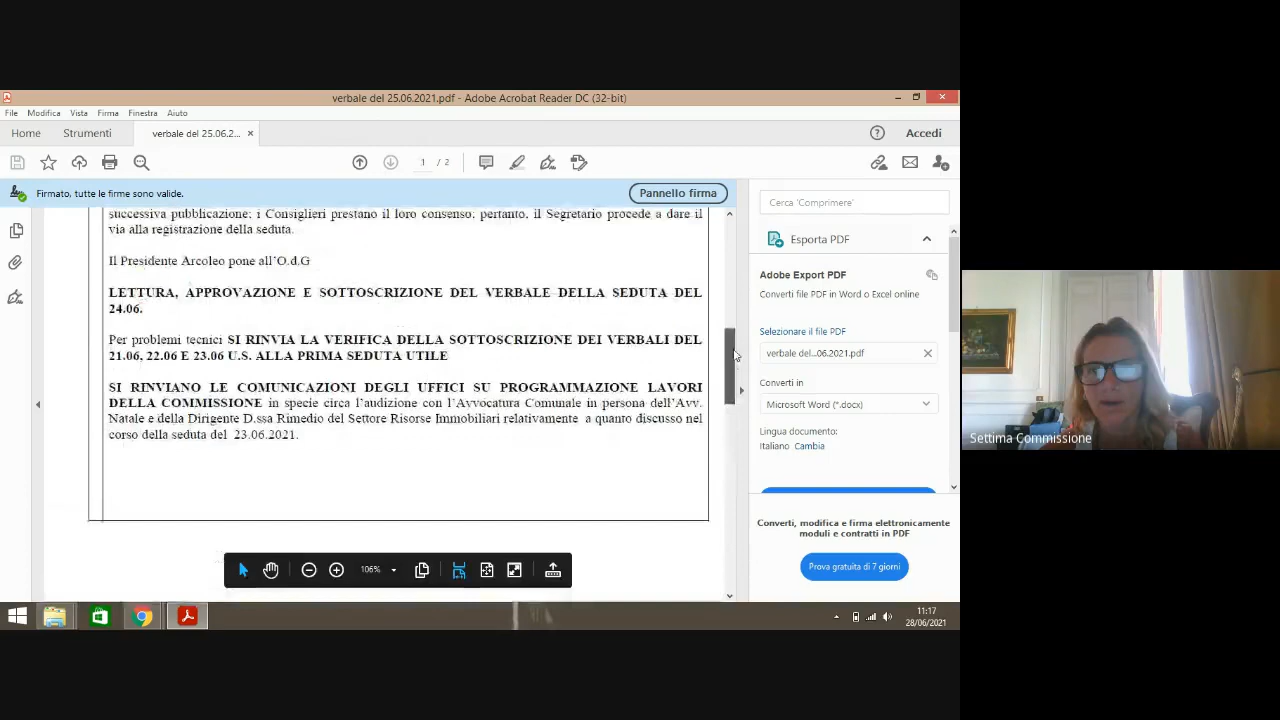 verbale del 25.06.2021.pdf - Adobe Acrobat Reader DC (32-bit)
File Modifica Vista Firma Finestra Aiuto
Home Strumenti verbale del 25.06.2... × Accedi
1 / 2
Firmato, tutte le firme sono valide. Pannello firma
successiva pubblicazione; i Consiglieri prestano il loro consenso; pertanto, il Segretario procede a dare il
via alla registrazione della seduta.
Il Presidente Arcoleo pone all'O.d.G
LETTURA, APPROVAZIONE E SOTTOSCRIZIONE DEL VERBALE DELLA SEDUTA DEL
24.06.
Per problemi tecnici SI RINVIA LA VERIFICA DELLA SOTTOSCRIZIONE DEI VERBALI DEL
21.06, 22.06 E 23.06 U.S. ALLA PRIMA SEDUTA UTILE
SI RINVIANO LE COMUNICAZIONI DEGLI UFFICI SU PROGRAMMAZIONE LAVORI
DELLA COMMISSIONE in specie circa l'audizione con l'Avvocatura Comunale in persona dell'Avv.
Natale e della Dirigente D.ssa Rimedio del Settore Risorse Immobiliari relativamente a quanto discusso nel
corso della seduta del 23.06.2021.
106%
Cerca 'Comprimere'
Esporta PDF
Adobe Export PDF
Converti file PDF in Word o Excel online
Selezionare il file PDF
verbale del...06.2021.pdf
Converti in
Microsoft Word (*.docx)
Lingua documento:
Italiano Cambia
Converti, modifica e firma elettronicamente
moduli e contratti in PDF
Prova gratuita di 7 giorni
11:17
28/06/2021
Settima Commissione